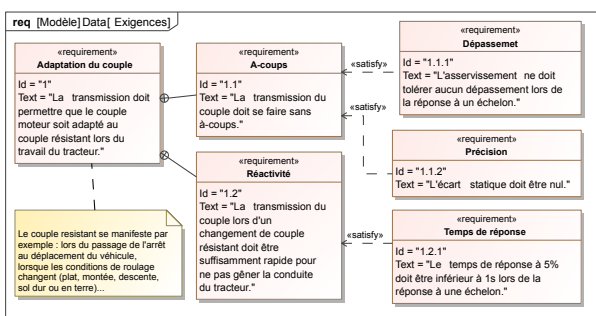 req [Modèle] Data[ Exigences]
«requirement»
Adaptation du couple
Id = "1"
Text = "La transmission doit
permettre que le couple
moteur soit adapté au
couple résistant lors du
travail du tracteur."
«requirement»
A-coups
Id = "1.1"
Text = "La transmission du
couple doit se faire sans
à-coups."
«requirement»
Réactivité
Id = "1.2"
Text = "La transmission du
couple lors d'un
changement de couple
résistant doit être
suffisamment rapide pour
ne pas gêner la conduite
du tracteur."
«satisfy»
«satisfy»
«satisfy»
«requirement»
Dépassemet
Id = "1.1.1"
Text = "L'asservissement ne doit
tolérer aucun dépassement lors de
la réponse à un échelon."
«requirement»
Précision
Id = "1.1.2"
Text = "L'écart statique doit être nul."
«requirement»
Temps de réponse
Id = "1.2.1"
Text = "Le temps de réponse à 5%
doit être inférieur à 1s lors de la
réponse à une échelon."
Le couple resistant se manifeste par
exemple : lors du passage de l'arrêt
au déplacement du véhicule,
lorsque les conditions de roulage
changent (plat, montée, descente,
sol dur ou en terre)...